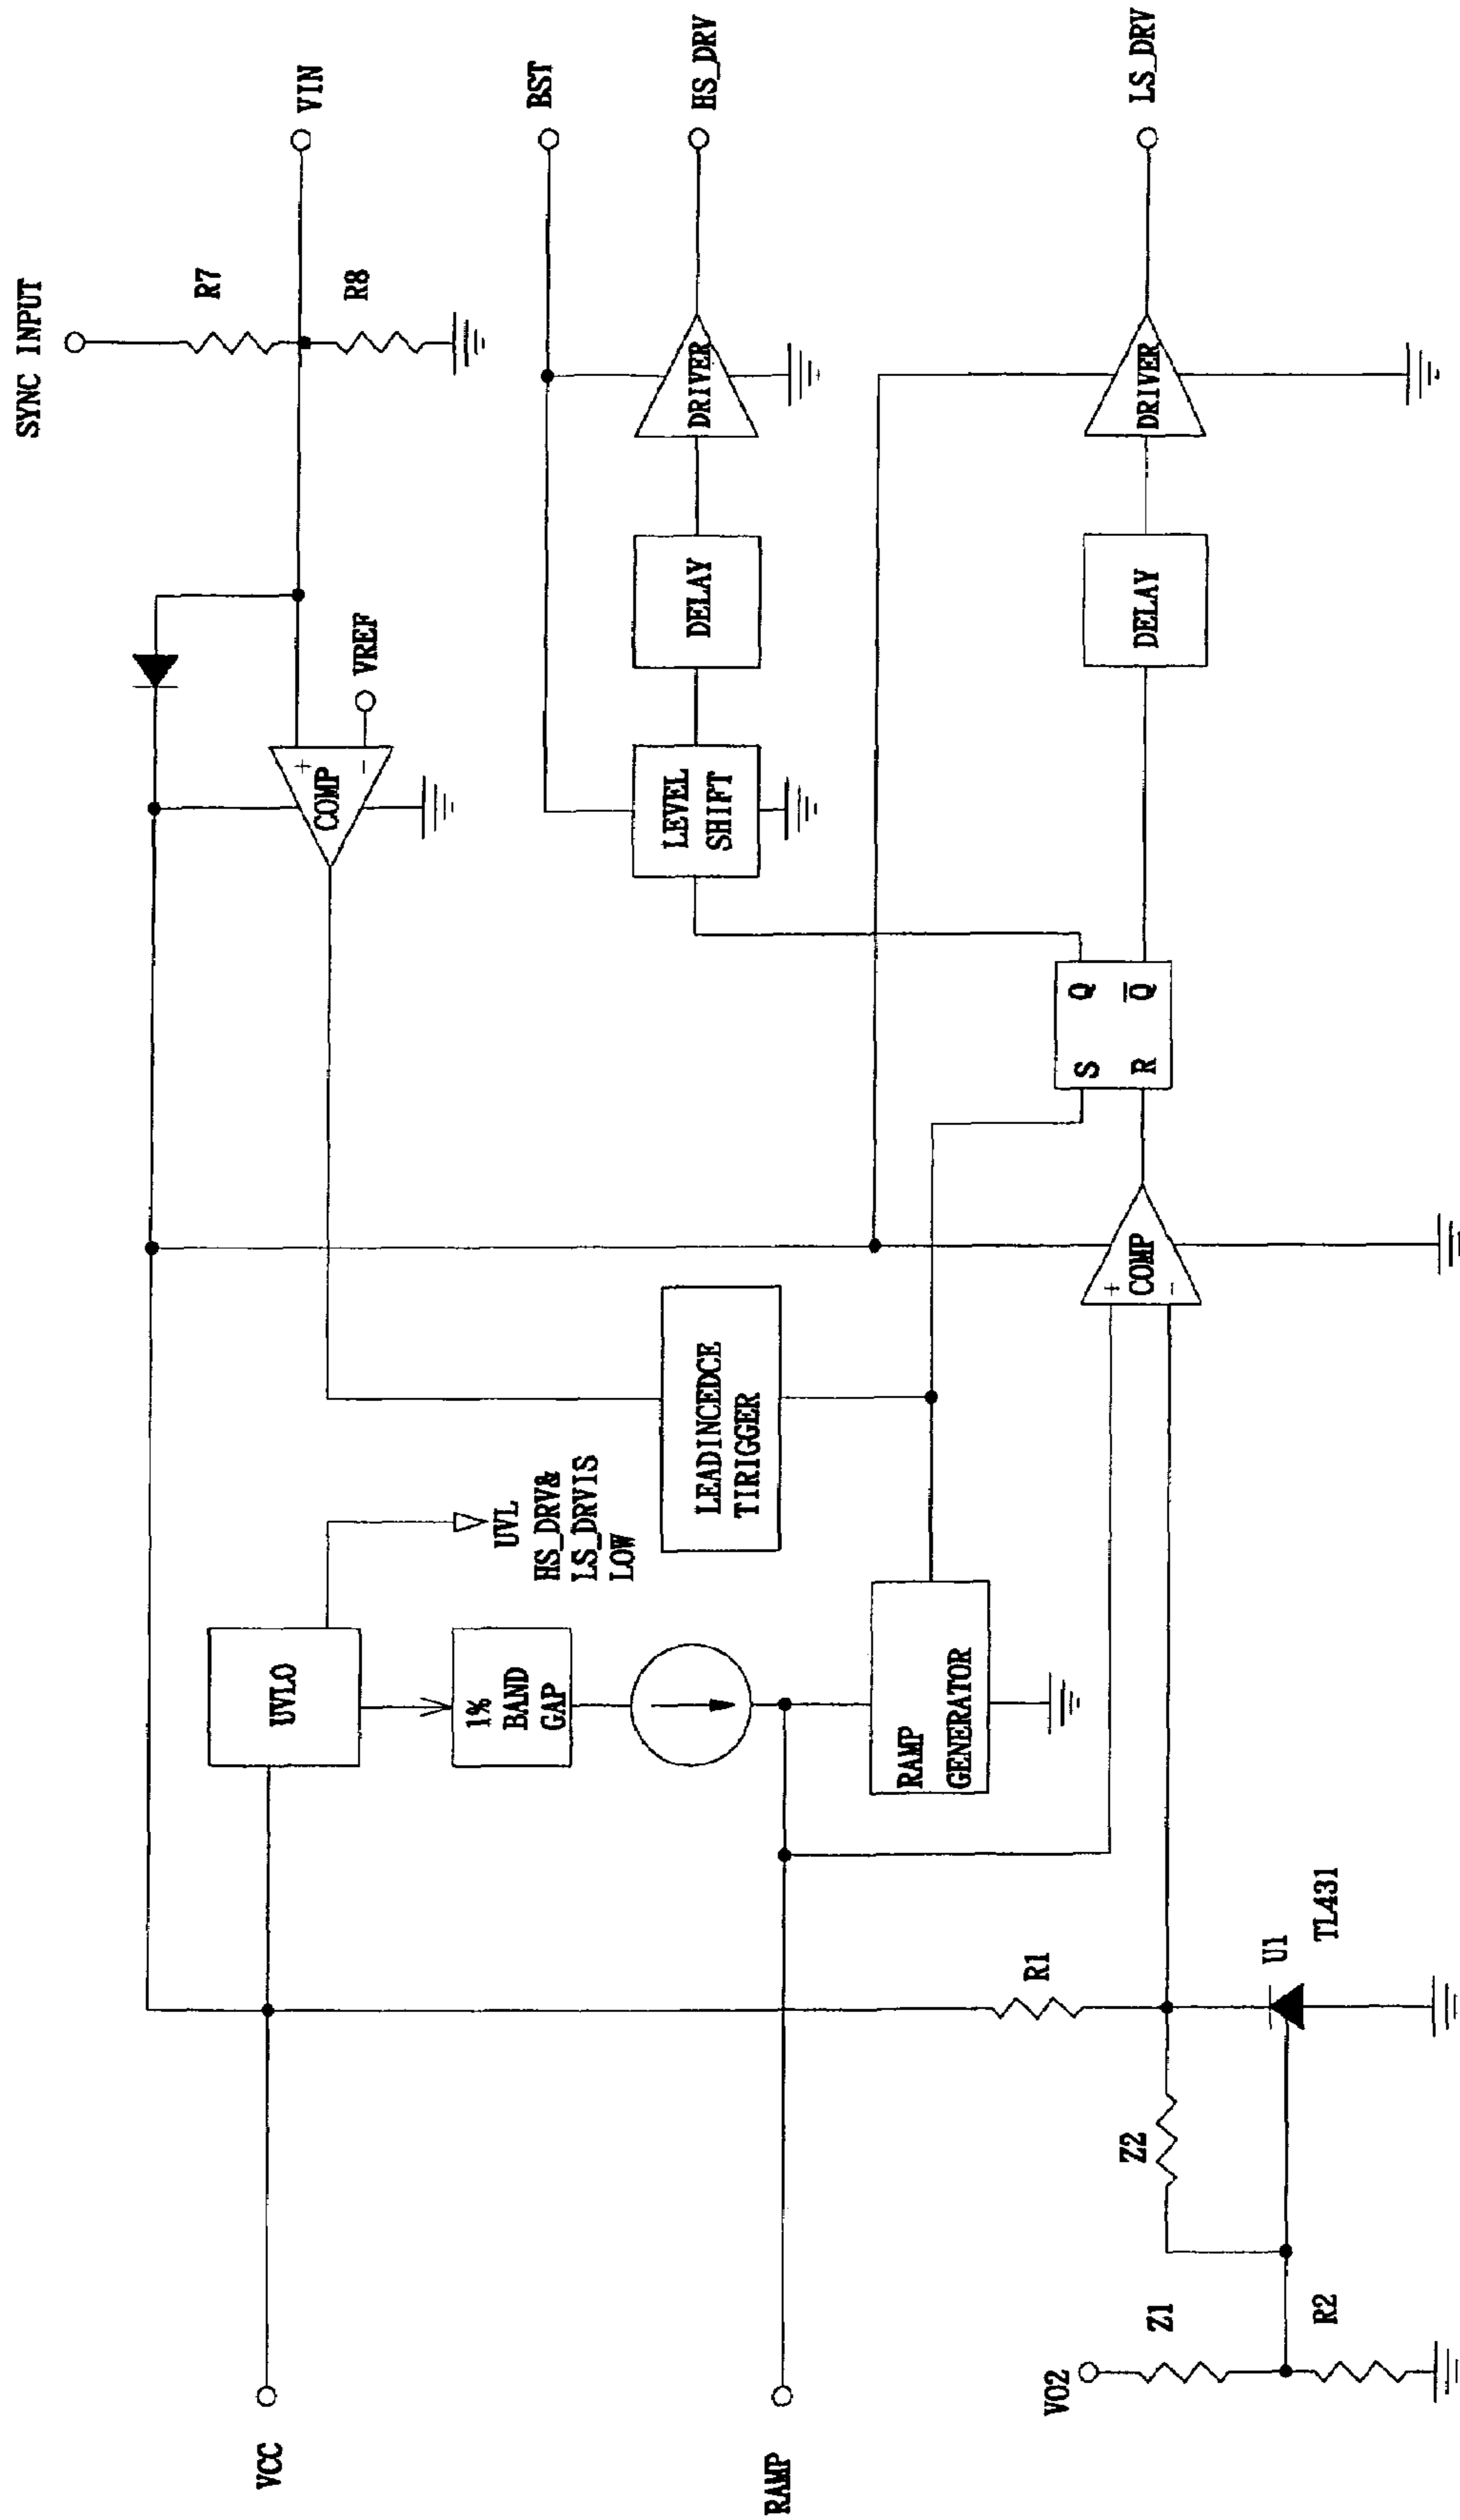 SYNC INPUT
R7
R8
VIN
VREF
+
-
COMP
BST
HS_DRV
DRIVER
DELAY
LEVEL
SHIFT
LS_DRV
DRIVER
DELAY
S Q
R Q̅
UVLO
UVL
HS_DRV&
LS_DRVIS
LOW
1%
BAND
GAP
LEADINCEDCE
TIRIGGER
RAMP
GENERATOR
+
-
COMP
VCC
RAMP
R1
U1
TL431
Z2
VO2
Z1
R2